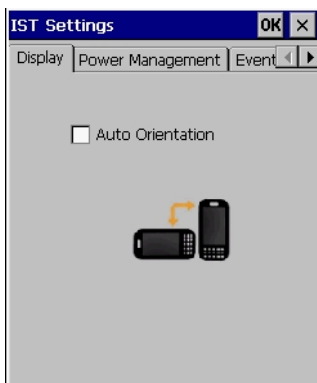 IST Settings OK ×
Display Power Management Event
Auto Orientation